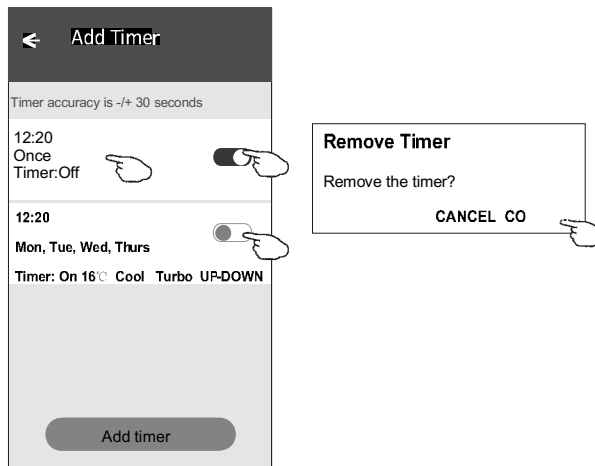 Add Timer
Timer accuracy is -/+ 30 seconds
12:20
Once
Timer:Off
12:20
Mon, Tue, Wed, Thurs
Timer: On 16℃ Cool Turbo UP-DOWN
Add timer
Remove Timer
Remove the timer?
CANCEL CO